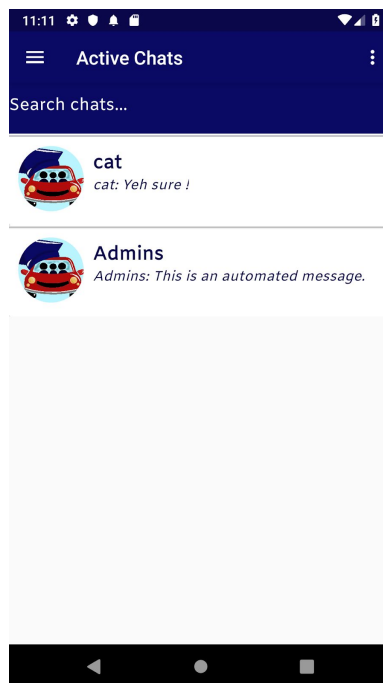 11:11
Active Chats
Search chats...
cat
cat: Yeh sure !
Admins
Admins: This is an automated message.